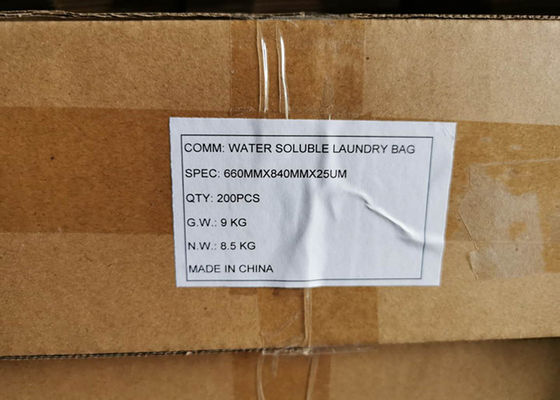 COMM: WATER SOLUBLE LAUNDRY BAG
SPEC: 660MMX840MMX25UM
QTY: 200PCS
G.W.: 9 KG
N.W.: 8.5 KG
MADE IN CHINA